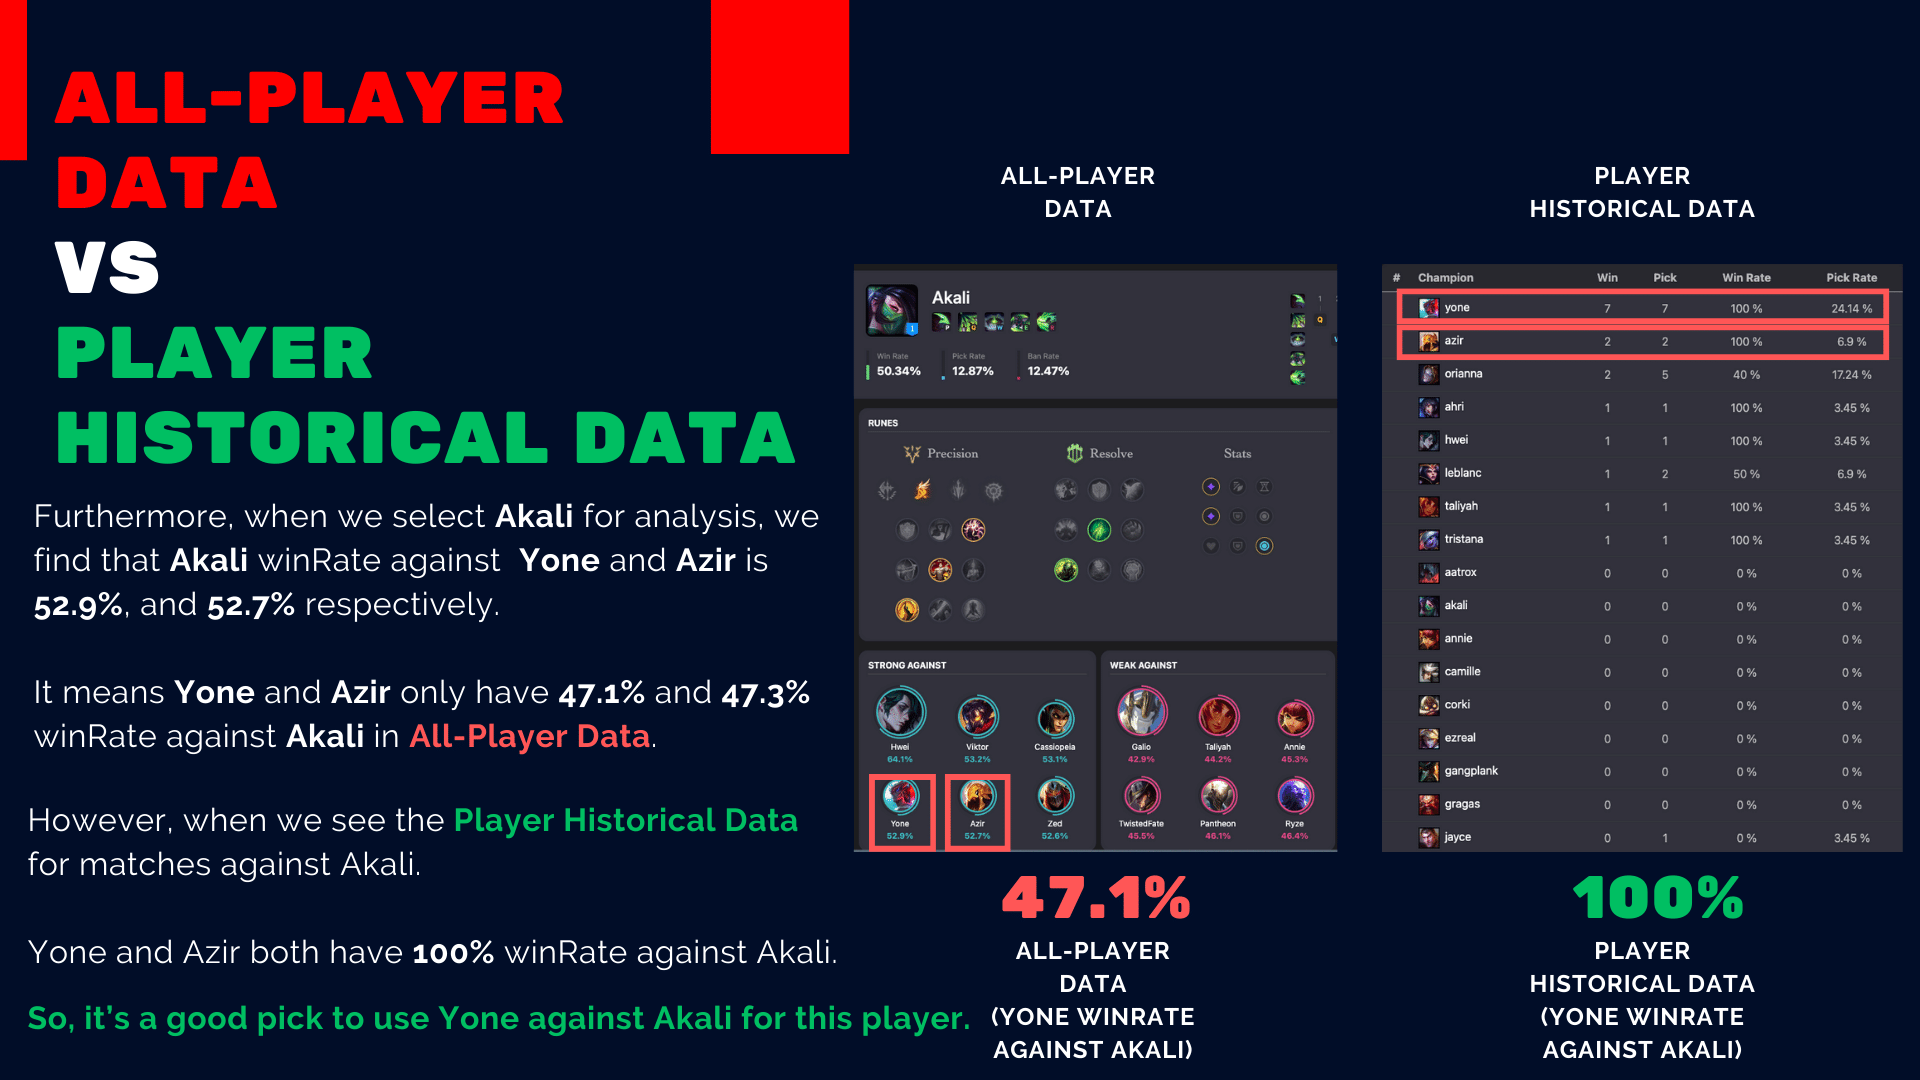 ALL-PLAYER
DATA
VS
PLAYER
HISTORICAL DATA
Furthermore, when we select Akali for analysis, we
find that Akali winRate against Yone and Azir is
52.9%, and 52.7% respectively.
It means Yone and Azir only have 47.1% and 47.3%
winRate against Akali in All-Player Data.
However, when we see the Player Historical Data
for matches against Akali.
Yone and Azir both have 100% winRate against Akali.
So, it's a good pick to use Yone against Akali for this player.
ALL-PLAYER
DATA
Akali
1
P Q W E R
1
Q
Win Rate Pick Rate Ban Rate
50.34% 12.87% 12.47%
RUNES
Precision Resolve Stats
STRONG AGAINST
Hwei Viktor Cassiopeia
64.1% 53.2% 53.1%
Yone Azir Zed
52.9% 52.7% 52.6%
WEAK AGAINST
Galio Taliyah Annie
42.9% 44.2% 45.3%
TwistedFate Pantheon Ryze
45.5% 46.1% 46.4%
47.1%
ALL-PLAYER
DATA
(YONE WINRATE
AGAINST AKALI)
PLAYER
HISTORICAL DATA
# Champion Win Pick Win Rate Pick Rate
yone 7 7 100 % 24.14 %
azir 2 2 100 % 6.9 %
orianna 2 5 40 % 17.24 %
ahri 1 1 100 % 3.45 %
hwei 1 1 100 % 3.45 %
leblanc 1 2 50 % 6.9 %
taliyah 1 1 100 % 3.45 %
tristana 1 1 100 % 3.45 %
aatrox 0 0 0 % 0 %
akali 0 0 0 % 0 %
annie 0 0 0 % 0 %
camille 0 0 0 % 0 %
corki 0 0 0 % 0 %
ezreal 0 0 0 % 0 %
gangplank 0 0 0 % 0 %
gragas 0 0 0 % 0 %
jayce 0 1 0 % 3.45 %
100%
PLAYER
HISTORICAL DATA
(YONE WINRATE
AGAINST AKALI)